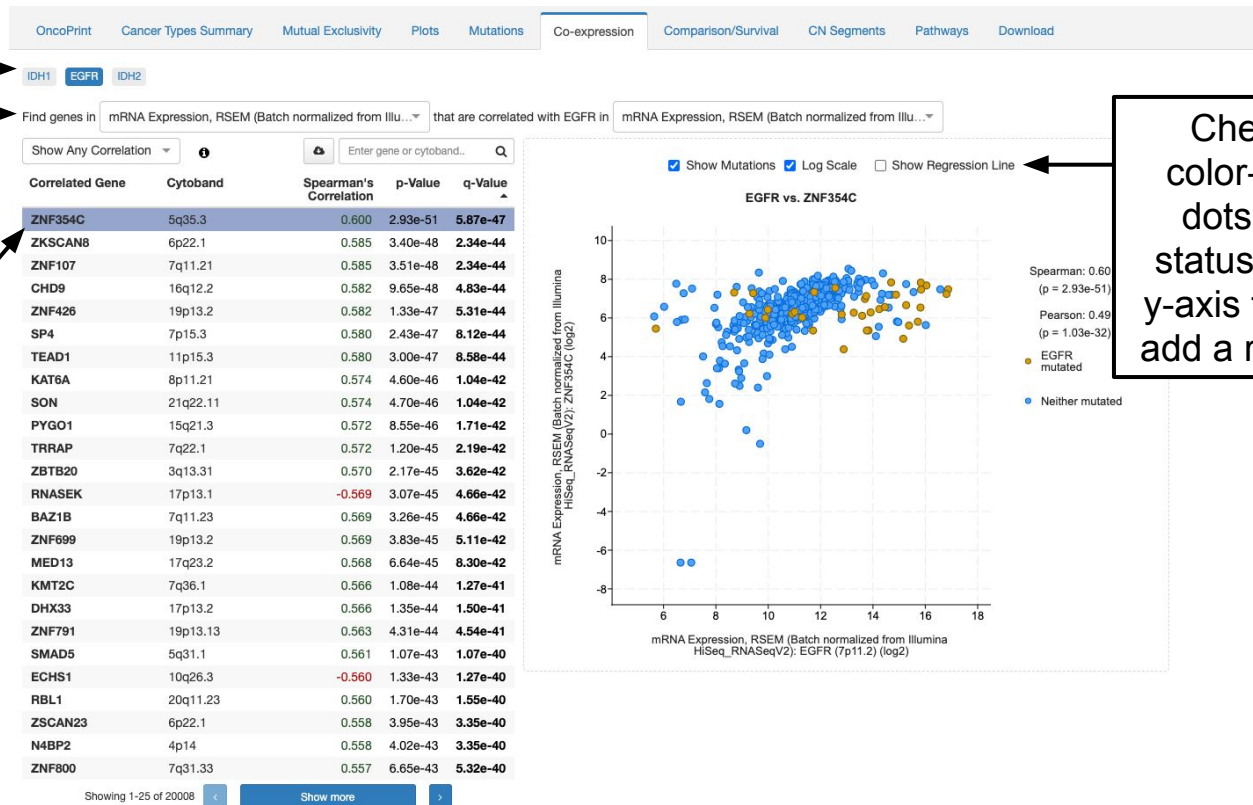 OncoPrint Cancer Types Summary Mutual Exclusivity Plots Mutations Co-expression Comparison/Survival CN Segments Pathways Download
IDH1 EGFR IDH2
Find genes in mRNA Expression, RSEM (Batch normalized from Illu... that are correlated with EGFR in mRNA Expression, RSEM (Batch normalized from Illu...
Show Any Correlation Enter gene or cytoband..
Correlated Gene Cytoband Spearman's Correlation p-Value q-Value
ZNF354C 5q35.3 0.600 2.93e-51 5.87e-47
ZKSCAN8 6p22.1 0.585 3.40e-48 2.34e-44
ZNF107 7q11.21 0.585 3.51e-48 2.34e-44
CHD9 16q12.2 0.582 9.65e-48 4.83e-44
ZNF426 19p13.2 0.582 1.33e-47 5.31e-44
SP4 7p15.3 0.580 2.43e-47 8.12e-44
TEAD1 11p15.3 0.580 3.00e-47 8.58e-44
KAT6A 8p11.21 0.574 4.60e-46 1.04e-42
SON 21q22.11 0.574 4.70e-46 1.04e-42
PYGO1 15q21.3 0.572 8.55e-46 1.71e-42
TRRAP 7q22.1 0.572 1.20e-45 2.19e-42
ZBTB20 3q13.31 0.570 2.17e-45 3.62e-42
RNASEK 17p13.1 -0.569 3.07e-45 4.66e-42
BAZ1B 7q11.23 0.569 3.26e-45 4.66e-42
ZNF699 19p13.2 0.569 3.83e-45 5.11e-42
MED13 17q23.2 0.568 6.64e-45 8.30e-42
KMT2C 7q36.1 0.566 1.08e-44 1.27e-41
DHX33 17p13.2 0.566 1.35e-44 1.50e-41
ZNF791 19p13.13 0.563 4.31e-44 4.54e-41
SMAD5 5q31.1 0.561 1.07e-43 1.07e-40
ECHS1 10q26.3 -0.560 1.33e-43 1.27e-40
RBL1 20q11.23 0.560 1.70e-43 1.55e-40
ZSCAN23 6p22.1 0.558 3.95e-43 3.35e-40
N4BP2 4p14 0.558 4.02e-43 3.35e-40
ZNF800 7q31.33 0.557 6.65e-43 5.32e-40
Showing 1-25 of 20008 Show more
Show Mutations Log Scale Show Regression Line
EGFR vs. ZNF354C
mRNA Expression, RSEM (Batch normalized from Illumina
HiSeq_RNASeqV2): ZNF354C (log2)
10
8
6
4
2
0
-2
-4
-6
-8
6 8 10 12 14 16 18
mRNA Expression, RSEM (Batch normalized from Illumina
HiSeq_RNASeqV2): EGFR (7p11.2) (log2)
Spearman: 0.60
(p = 2.93e-51)
Pearson: 0.49
(p = 1.03e-32)
EGFR
mutated
Neither mutated
Che
color-
dots
status
y-axis
add a